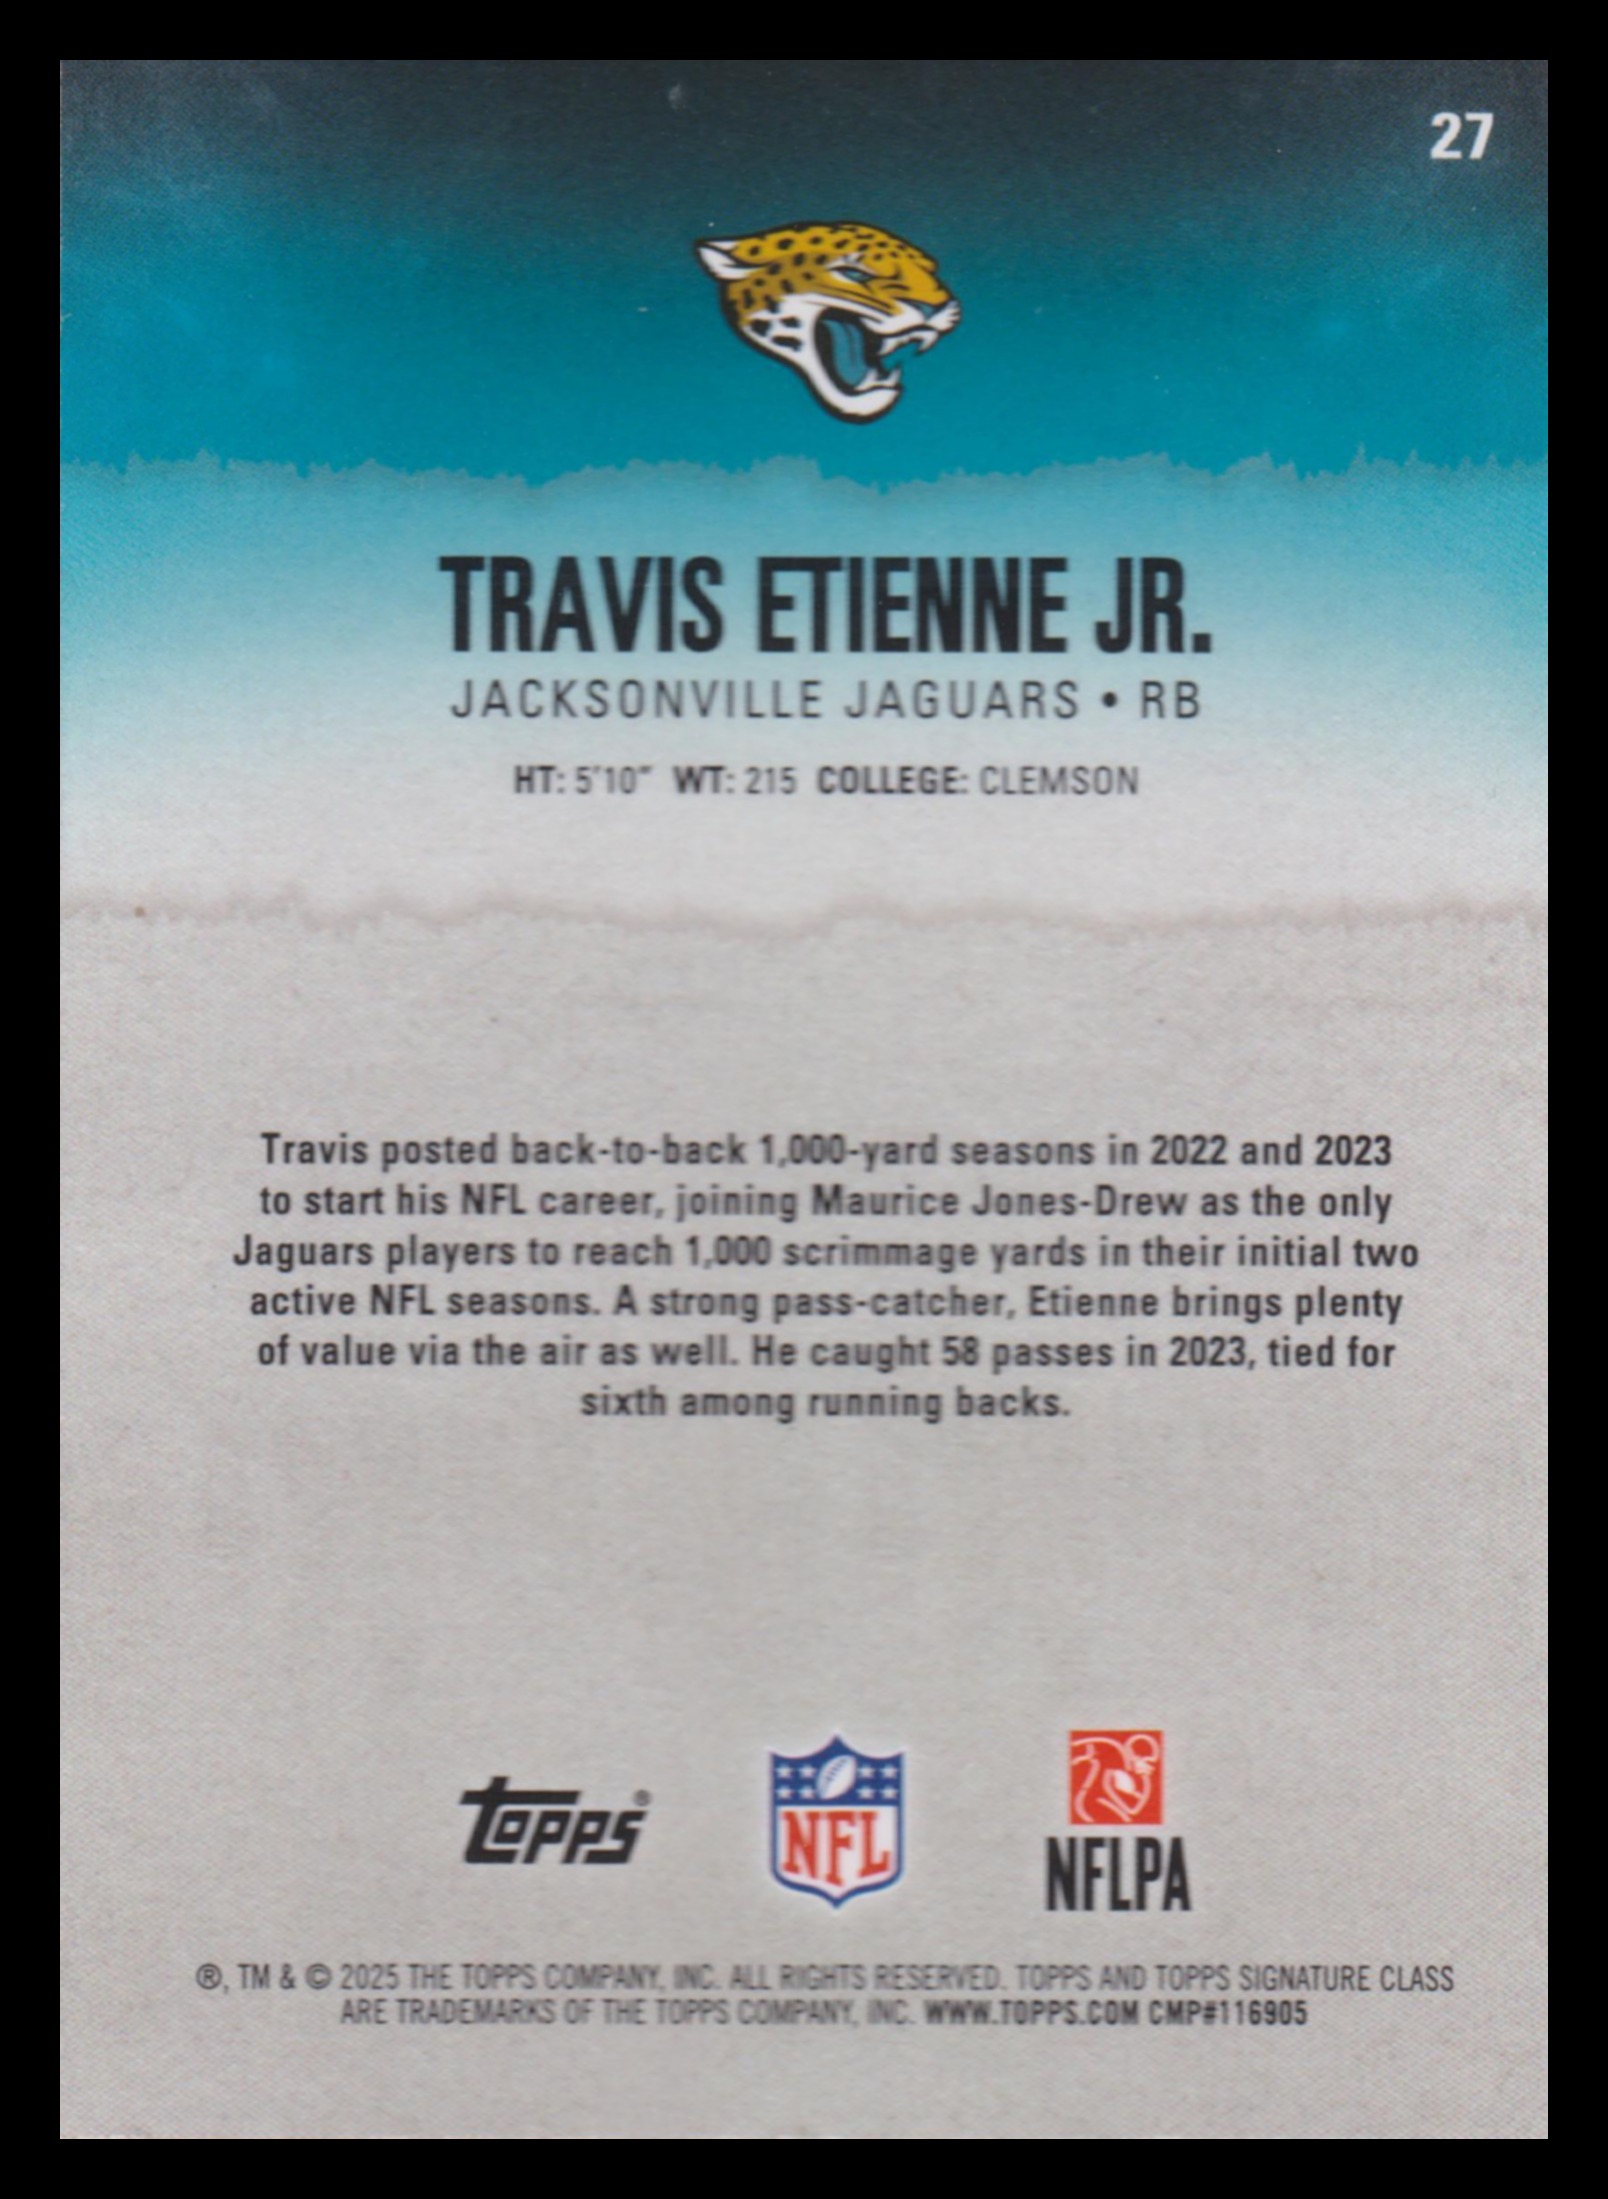 27
TRAVIS ETIENNE JR.
JACKSONVILLE JAGUARS • RB
HT: 5'10" WT: 215 COLLEGE: CLEMSON
Travis posted back-to-back 1,000-yard seasons in 2022 and 2023
to start his NFL career, joining Maurice Jones-Drew as the only
Jaguars players to reach 1,000 scrimmage yards in their initial two
active NFL seasons. A strong pass-catcher, Etienne brings plenty
of value via the air as well. He caught 58 passes in 2023, tied for
sixth among running backs.
Topps® NFL NFLPA
®, TM & © 2025 THE TOPPS COMPANY, INC. ALL RIGHTS RESERVED. TOPPS AND TOPPS SIGNATURE CLASS
ARE TRADEMARKS OF THE TOPPS COMPANY, INC. WWW.TOPPS.COM CMP#116905